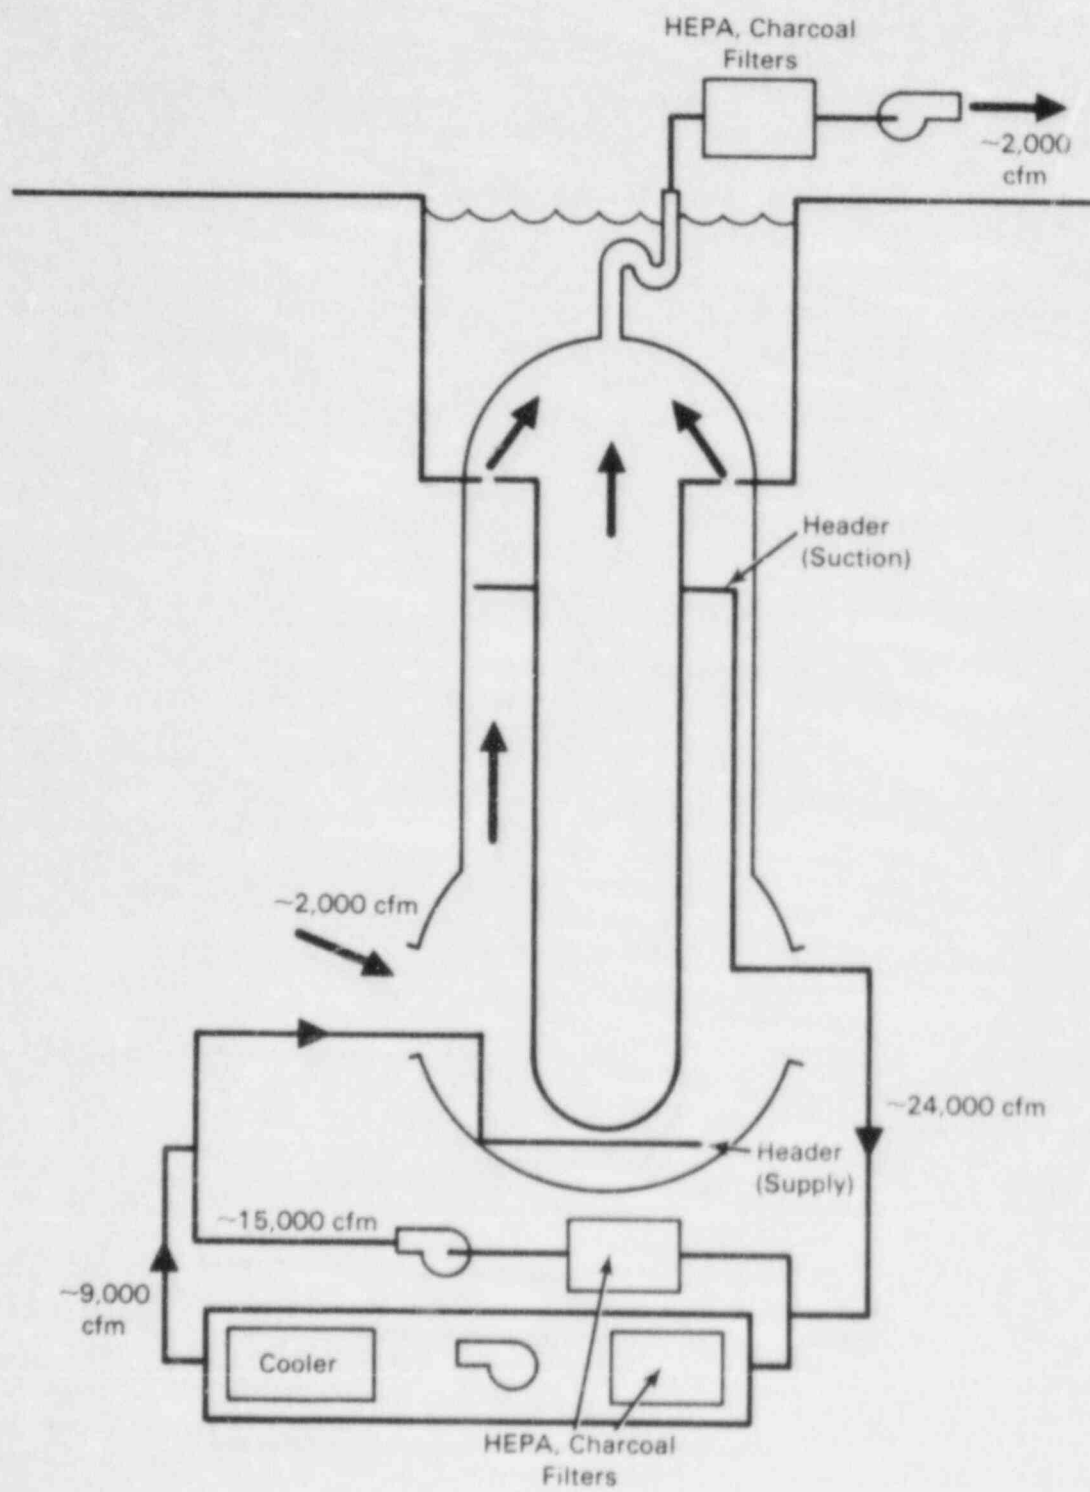 HEPA, Charcoal
Filters
~2,000
cfm
Header
(Suction)
~2,000 cfm
~24,000 cfm
Header
(Supply)
~15,000 cfm
~9,000
cfm
Cooler
HEPA, Charcoal
Filters